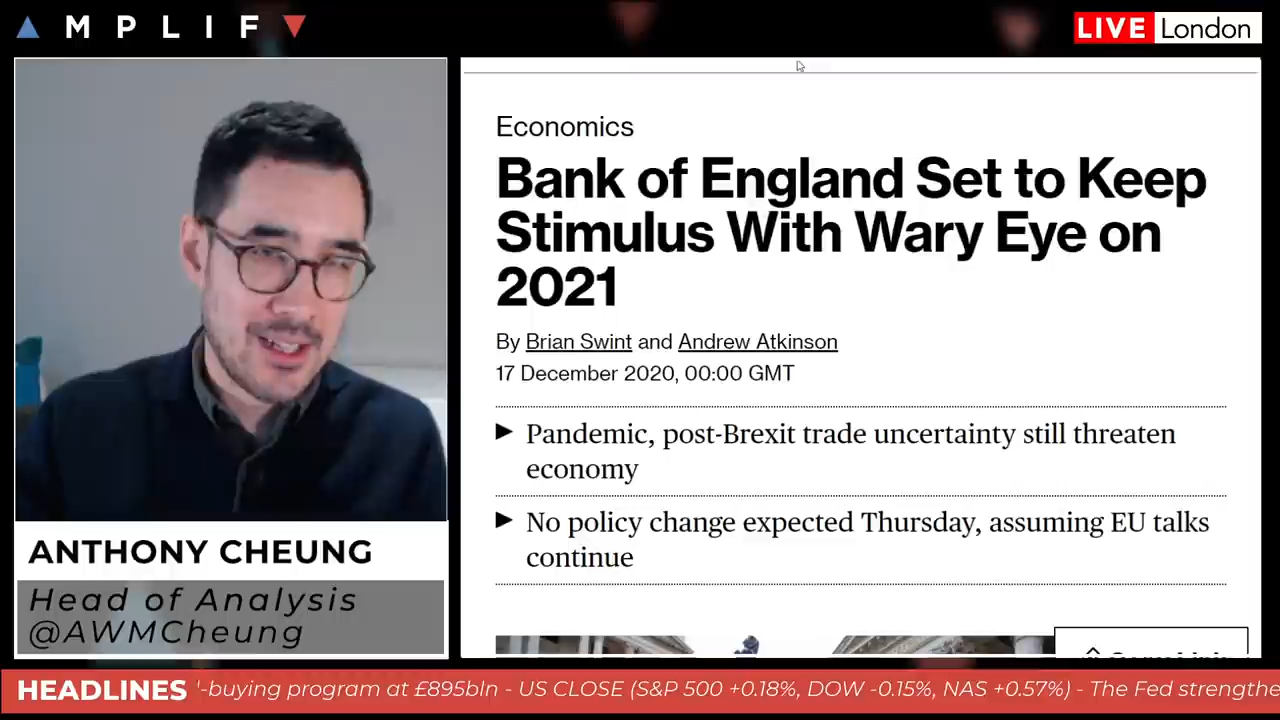 AMPLIFY
LIVE London
Economics
Bank of England Set to Keep
Stimulus With Wary Eye on
2021
By Brian Swint and Andrew Atkinson
17 December 2020, 00:00 GMT
Pandemic, post-Brexit trade uncertainty still threaten
economy
No policy change expected Thursday, assuming EU talks
continue
ANTHONY CHEUNG
Head of Analysis
@AWMCheung
HEADLINES -buying program at £895bln - US CLOSE (S&P 500 +0.18%, DOW -0.15%, NAS +0.57%) - The Fed strengthe